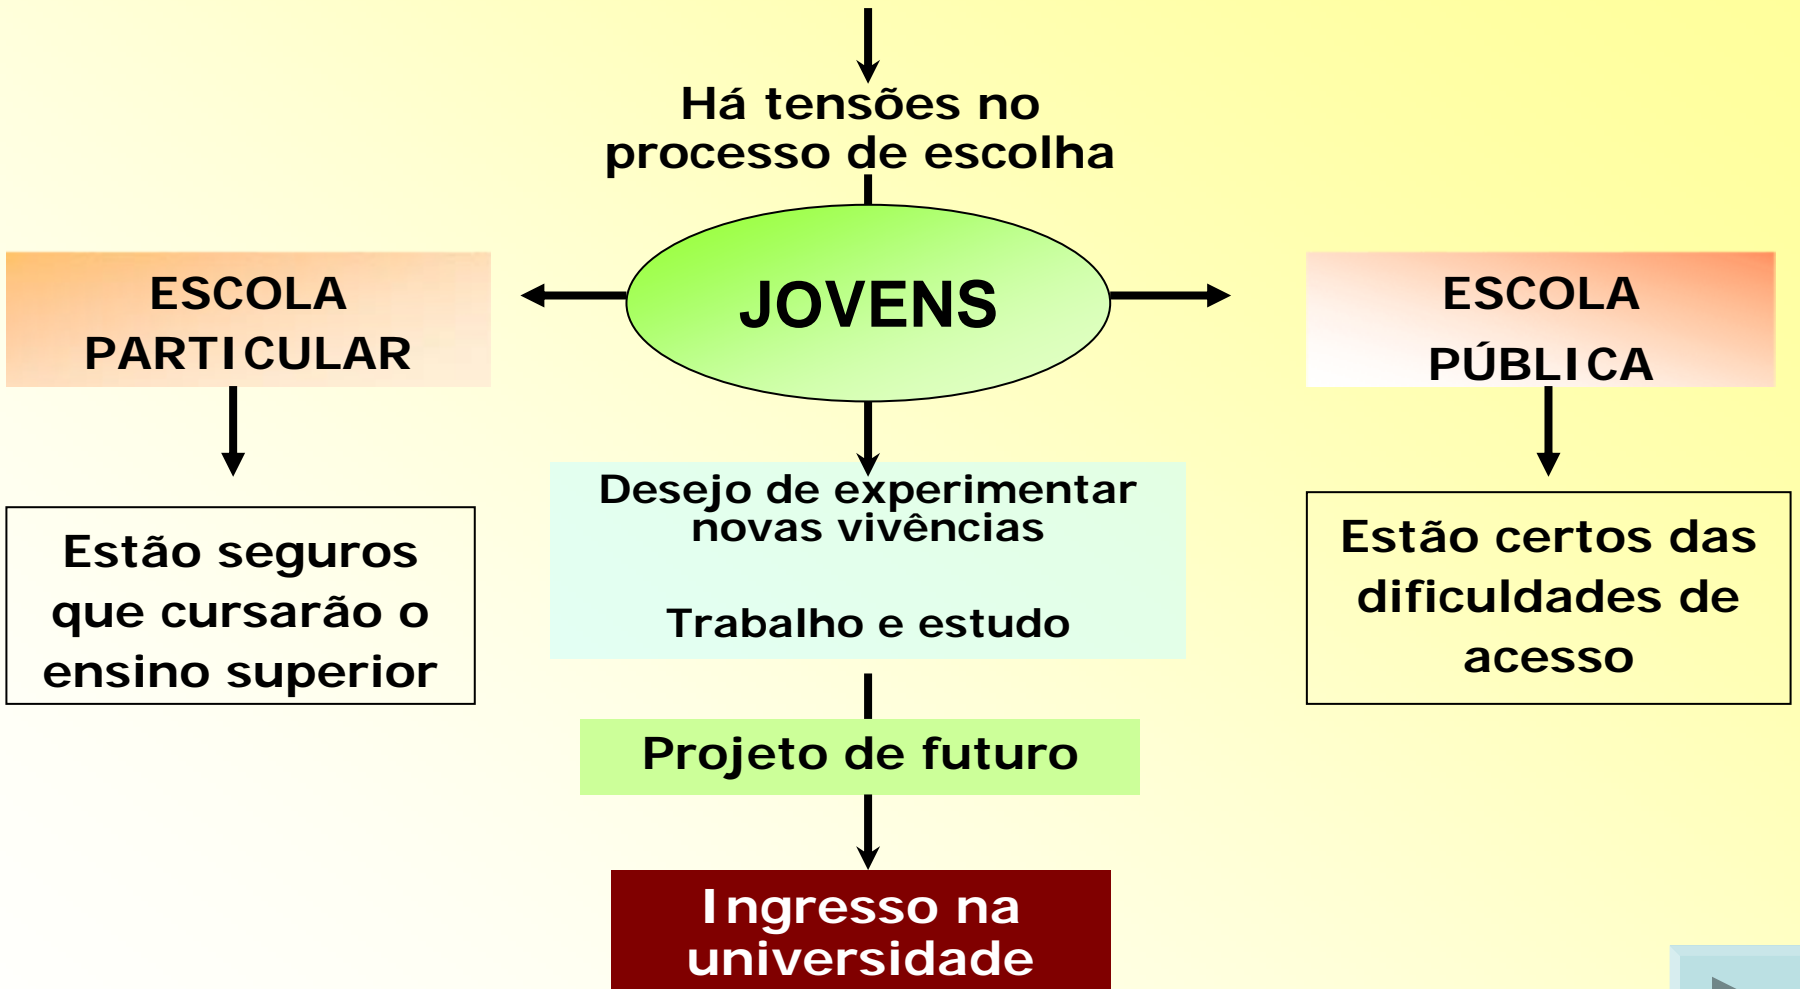 Há tensões no
processo de escolha
JOVENS
ESCOLA
PARTICULAR
ESCOLA
PÚBLICA
Estão seguros
que cursarão o
ensino superior
Desejo de experimentar
novas vivências
Trabalho e estudo
Estão certos das
dificuldades de
acesso
Projeto de futuro
Ingresso na
universidade